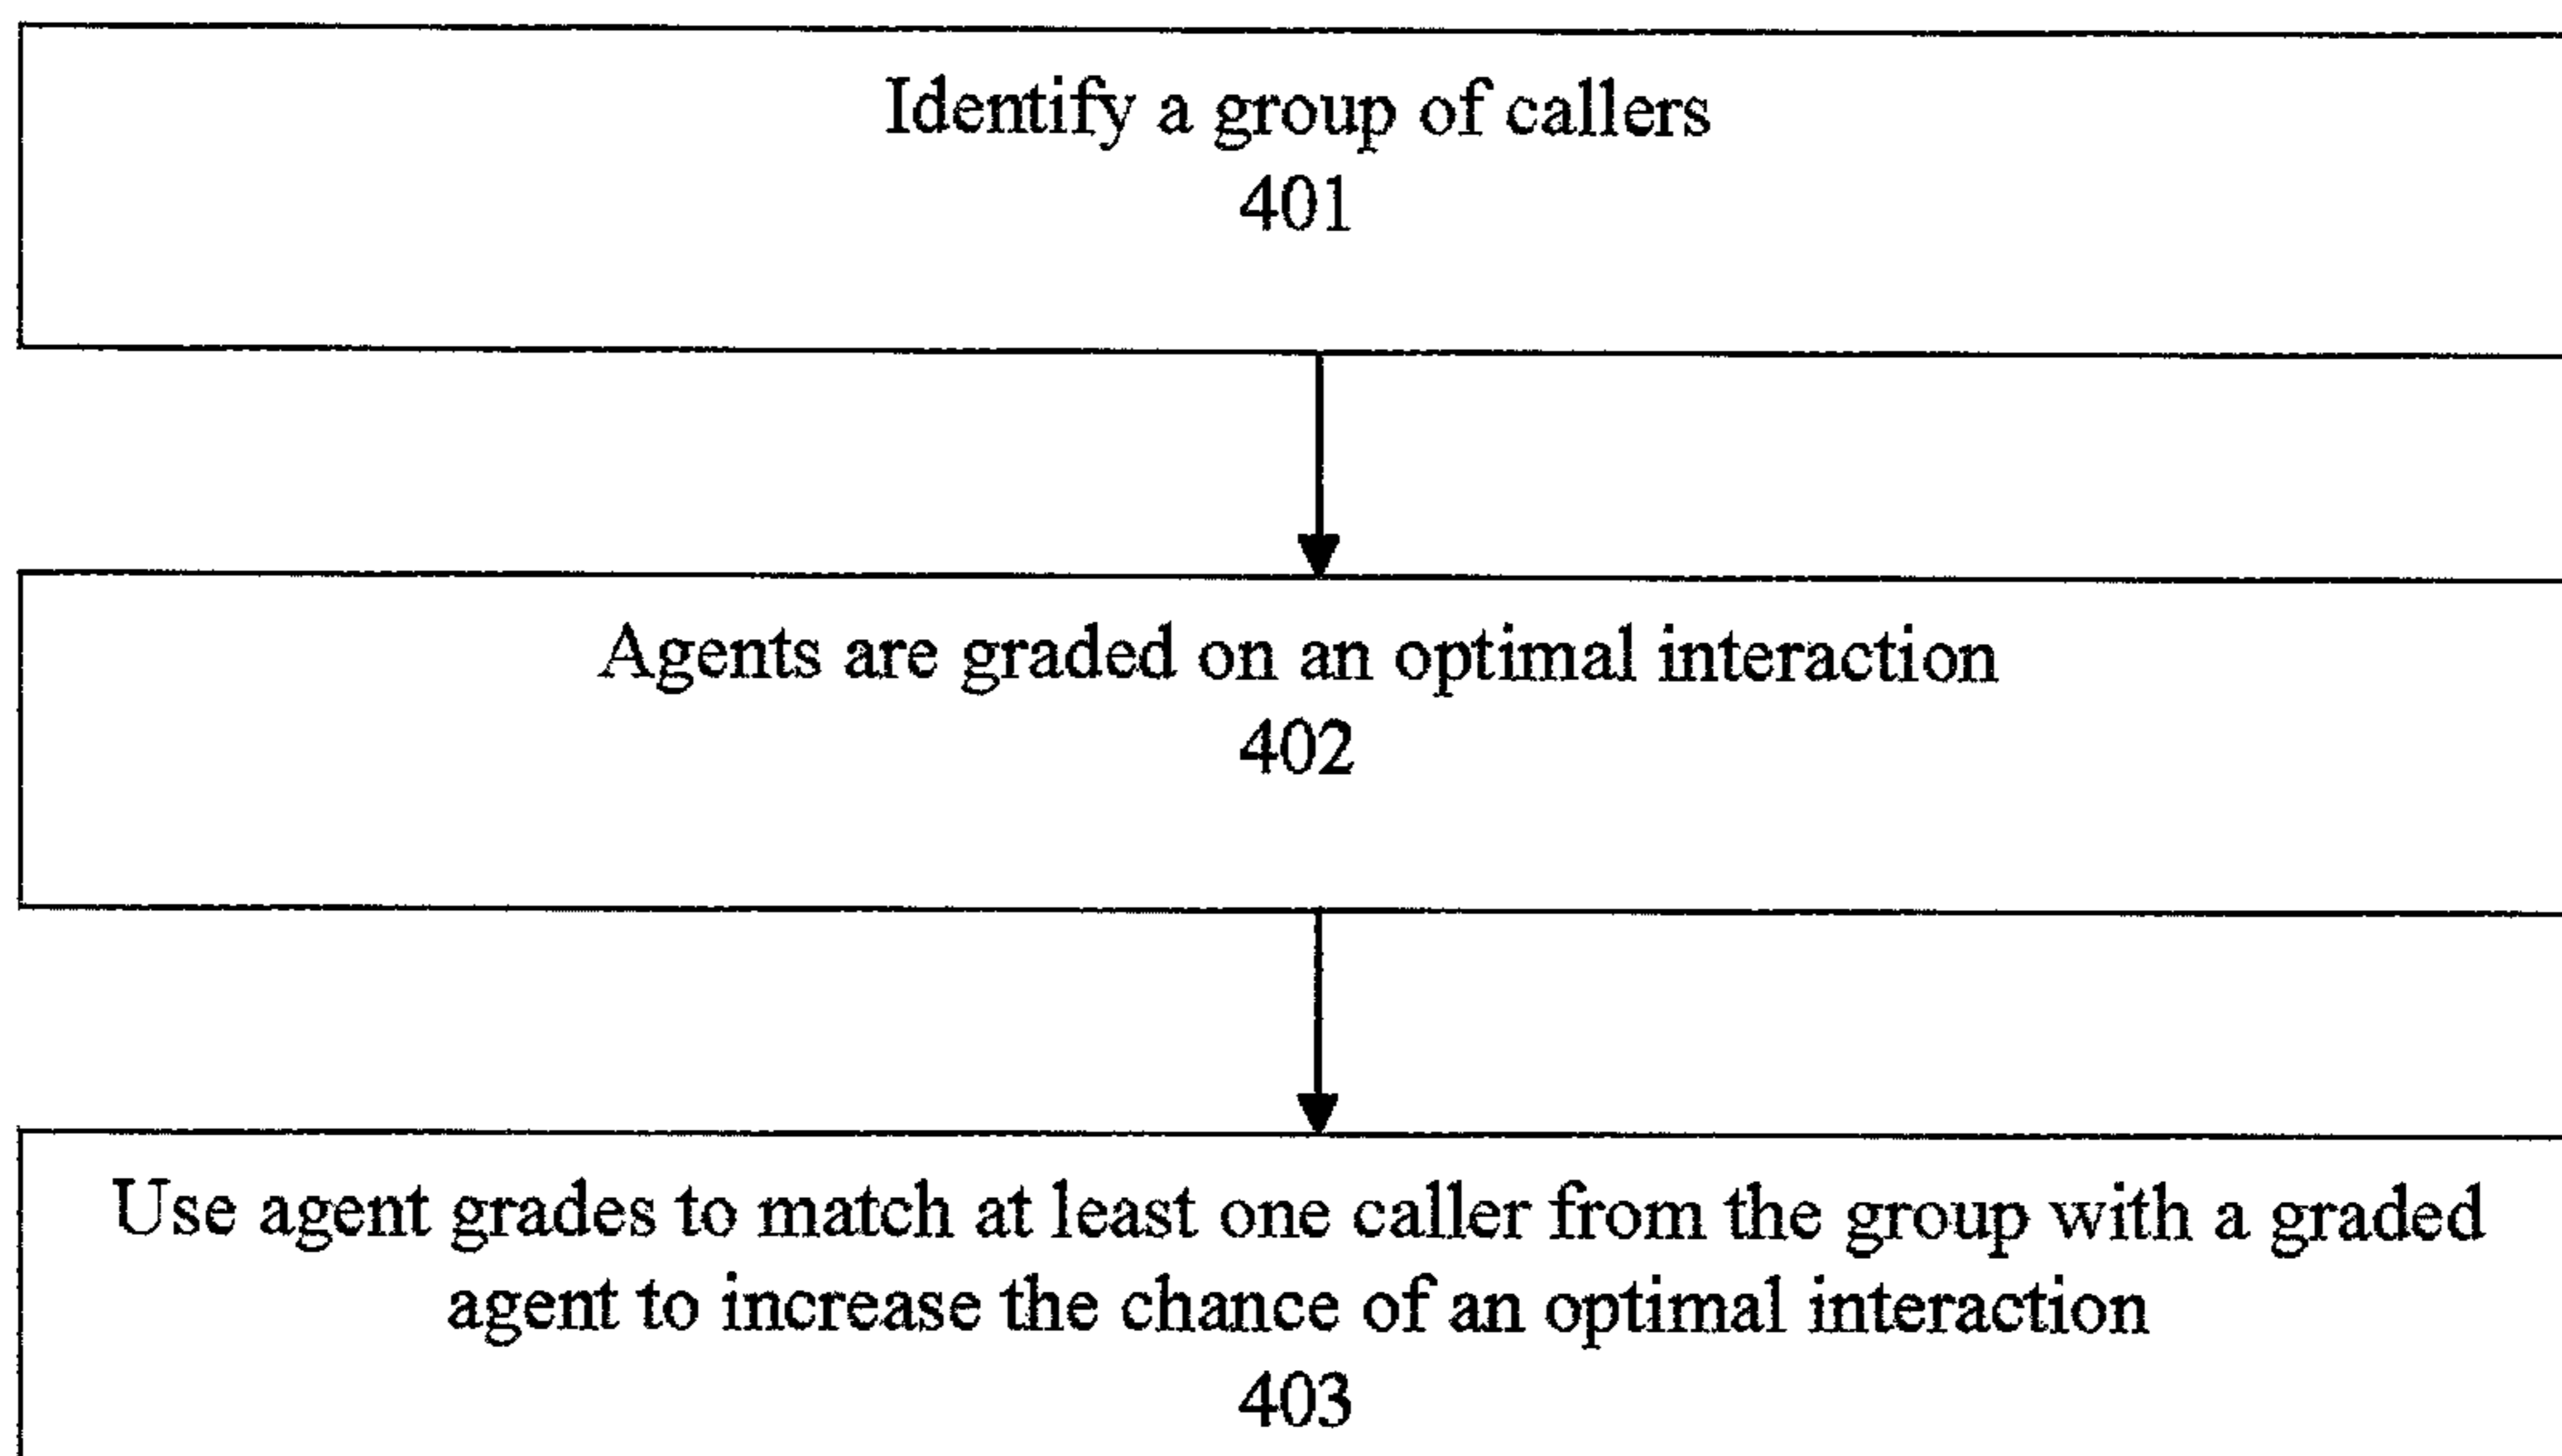 Identify a group of callers
401
Agents are graded on an optimal interaction
402
Use agent grades to match at least one caller from the group with a graded
agent to increase the chance of an optimal interaction
403